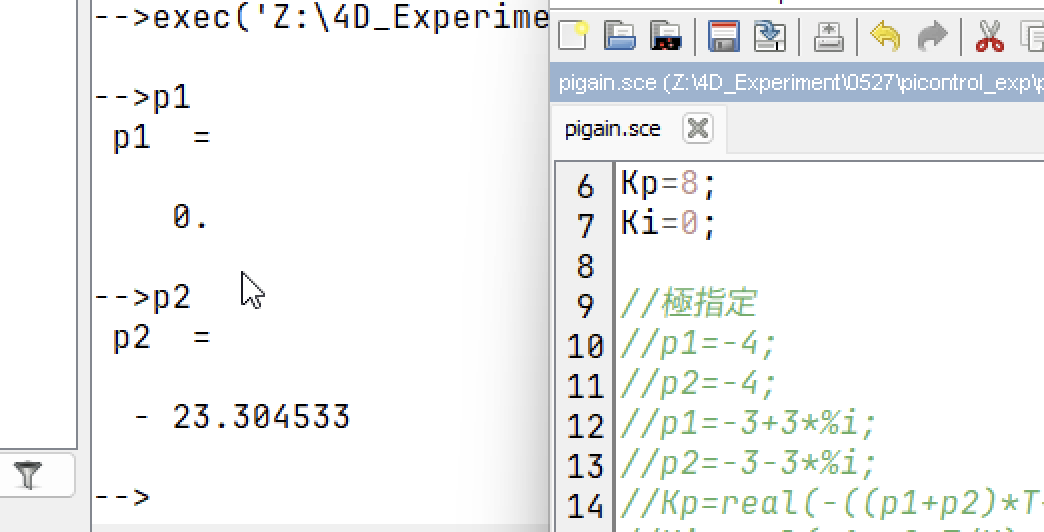 -->exec('Z:\4D_Experime
-->p1
p1 =
0.
-->p2
p2 =
- 23.304533
-->
pigain.sce (Z:\4D_Experiment\0527\picontrol_exp\p
pigain.sce
6 Kp=8;
7 Ki=0;
8
9 //極指定
10 //p1=-4;
11 //p2=-4;
12 //p1=-3+3*%i;
13 //p2=-3-3*%i;
14 //Kp=real(-((p1+p2)*T-